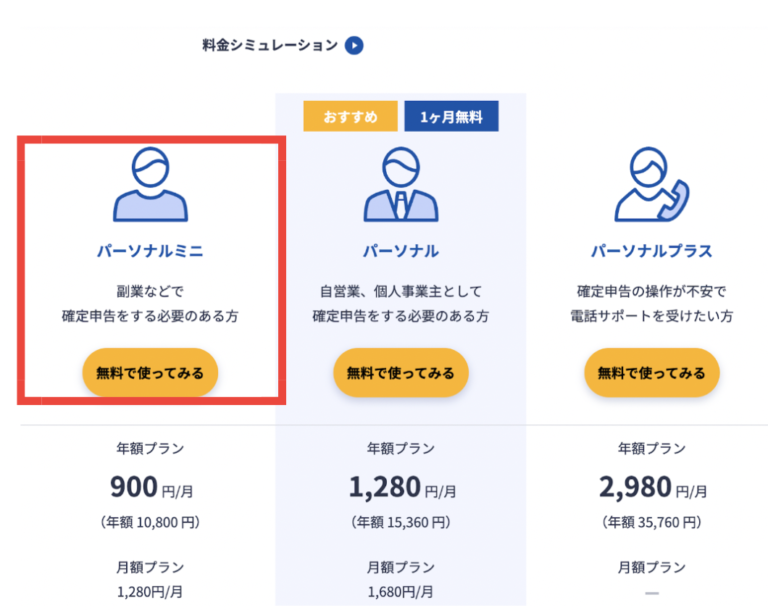 料金シミュレーション
おすすめ
1ヶ月無料
パーソナルミニ
副業などで
確定申告をする必要のある方
無料で使ってみる
年額プラン
900 円/月
（年額 10,800 円）
月額プラン
1,280円/月
パーソナル
自営業、個人事業主として
確定申告をする必要のある方
無料で使ってみる
年額プラン
1,280 円/月
（年額 15,360 円）
月額プラン
1,680円/月
パーソナルプラス
確定申告の操作が不安で
電話サポートを受けたい方
無料で使ってみる
年額プラン
2,980 円/月
（年額 35,760 円）
月額プラン
—